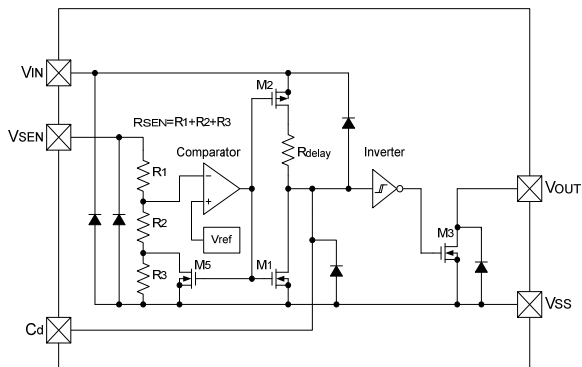 VIN
M2
VSEN
RSEN=R1+R2+R3
Comparator
Rdelay
Inverter
R1
−
+
R2
Vref
VOUT
M3
R3
M5
M1
VSS
Cd